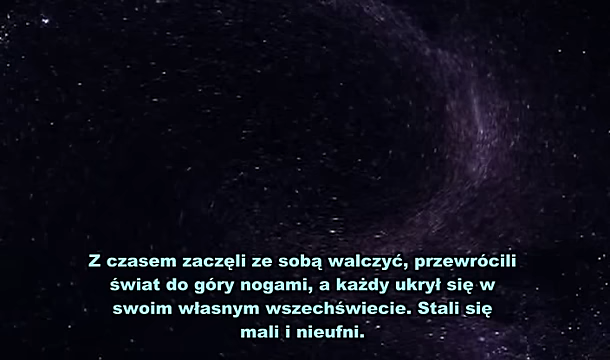 Z czasem zaczęli ze sobą walczyć, przewrócili
świat do góry nogami, a każdy ukrył się w
swoim własnym wszechświecie. Stali się
mali i nieufni.